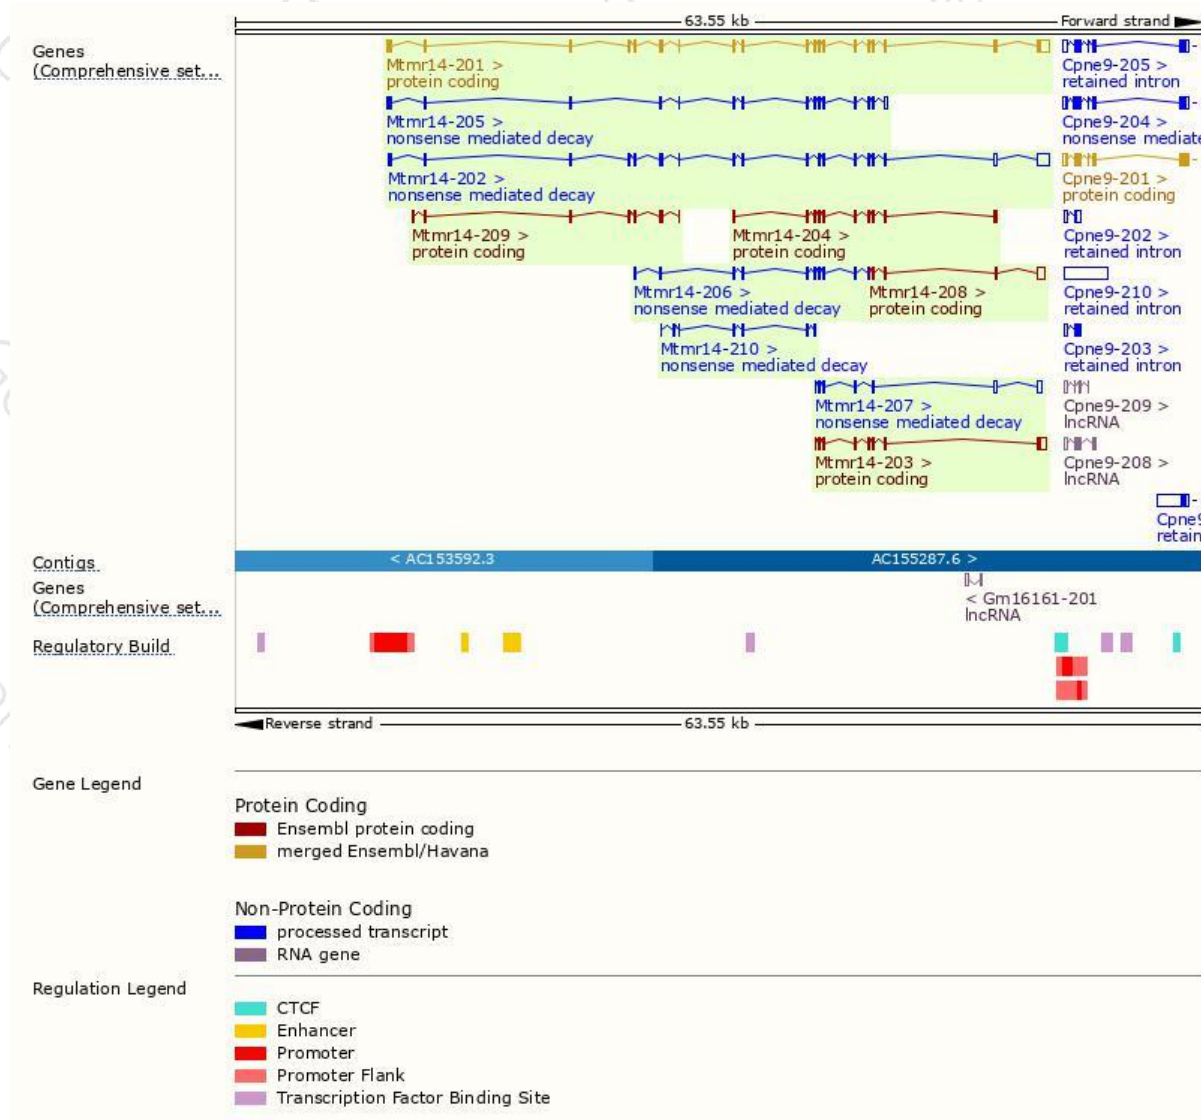 63.55 kb Forward strand
Genes
(Comprehensive set...
Mtmr14-201 >
protein coding
Cpne9-205 >
retained intron
Mtmr14-205 >
nonsense mediated decay
Cpne9-204 >
nonsense mediate
Mtmr14-202 >
nonsense mediated decay
Cpne9-201 >
protein coding
Mtmr14-209 >
protein coding
Mtmr14-204 >
protein coding
Cpne9-202 >
retained intron
Mtmr14-206 >
nonsense mediated decay
Mtmr14-208 >
protein coding
Cpne9-210 >
retained intron
Mtmr14-210 >
nonsense mediated decay
Cpne9-203 >
retained intron
Mtmr14-207 >
nonsense mediated decay
Cpne9-209 >
lncRNA
Mtmr14-203 >
protein coding
Cpne9-208 >
lncRNA
Cpne9
retain
Contigs
< AC153592.3 AC155287.6 >
Genes
(Comprehensive set...
< Gm16161-201
lncRNA
Regulatory Build
Reverse strand 63.55 kb
Gene Legend
Protein Coding
Ensembl protein coding
merged Ensembl/Havana
Non-Protein Coding
processed transcript
RNA gene
Regulation Legend
CTCF
Enhancer
Promoter
Promoter Flank
Transcription Factor Binding Site